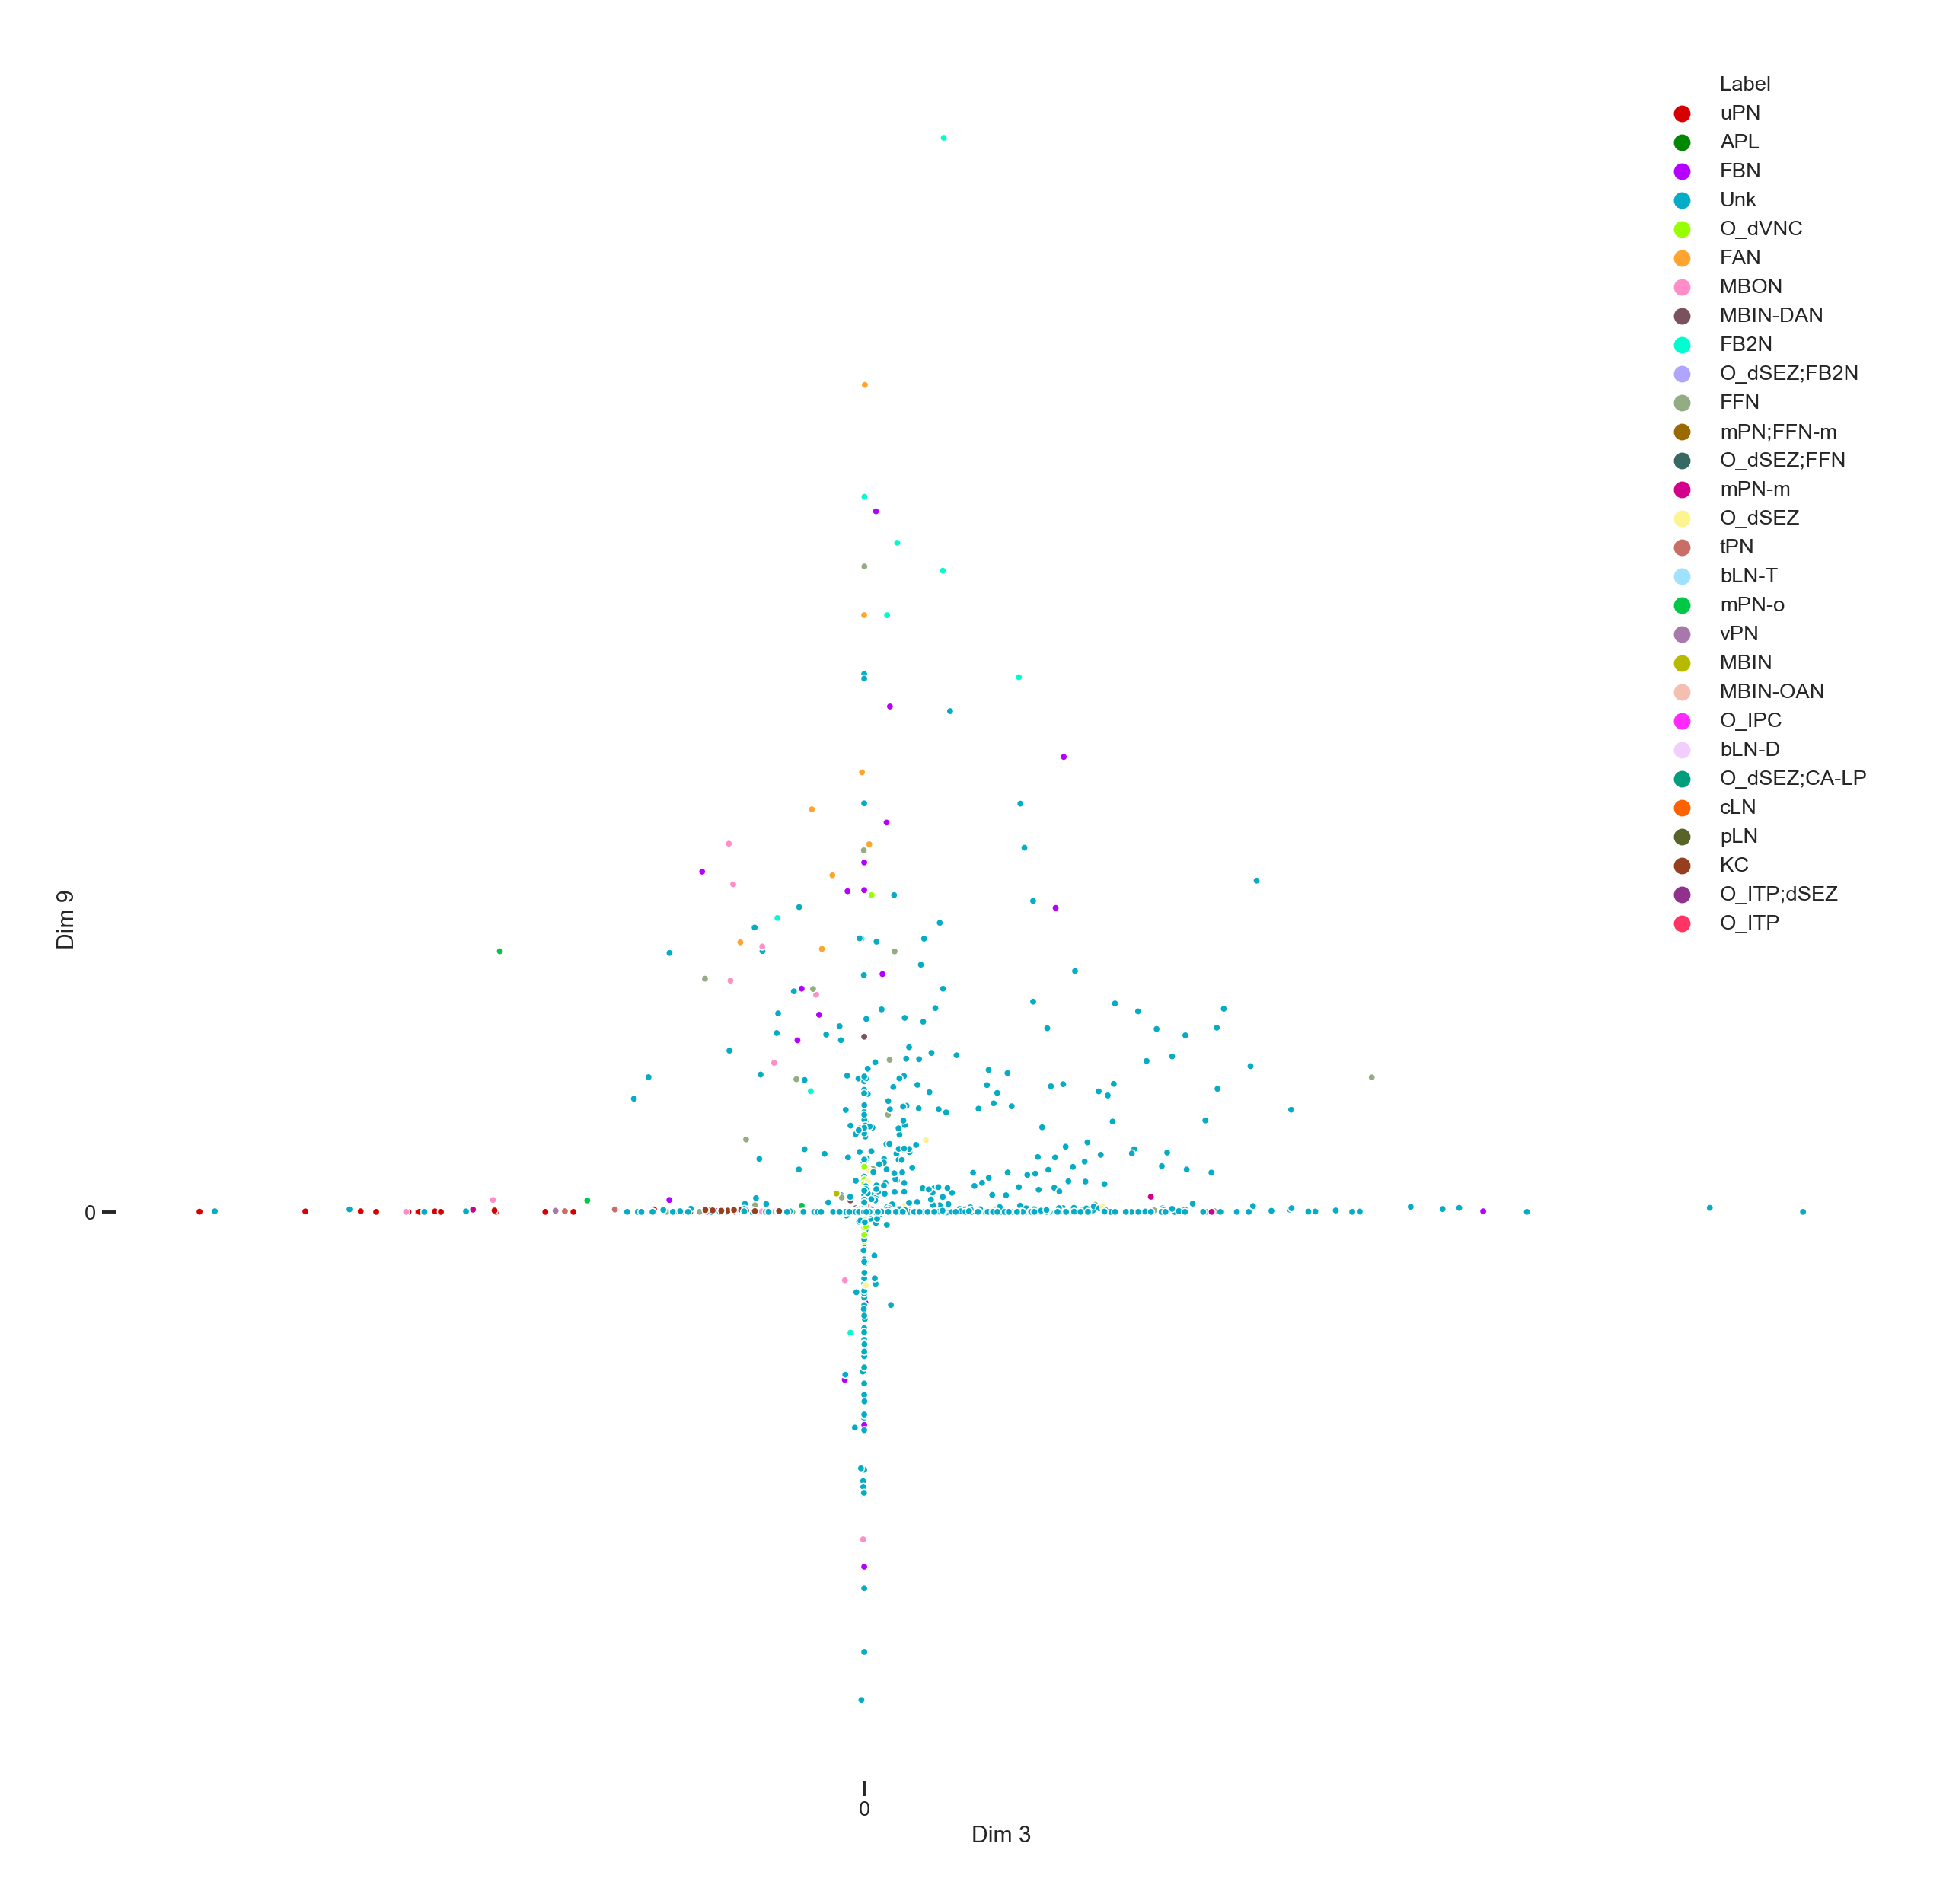 Label
uPN
APL
FBN
Unk
O_dVNC
FAN
MBON
MBIN-DAN
FB2N
O_dSEZ;FB2N
FFN
mPN;FFN-m
O_dSEZ;FFN
mPN-m
O_dSEZ
tPN
bLN-T
mPN-o
vPN
MBIN
MBIN-OAN
O_IPC
bLN-D
O_dSEZ;CA-LP
cLN
pLN
KC
O_ITP;dSEZ
O_ITP
Dim 9
0
0
Dim 3